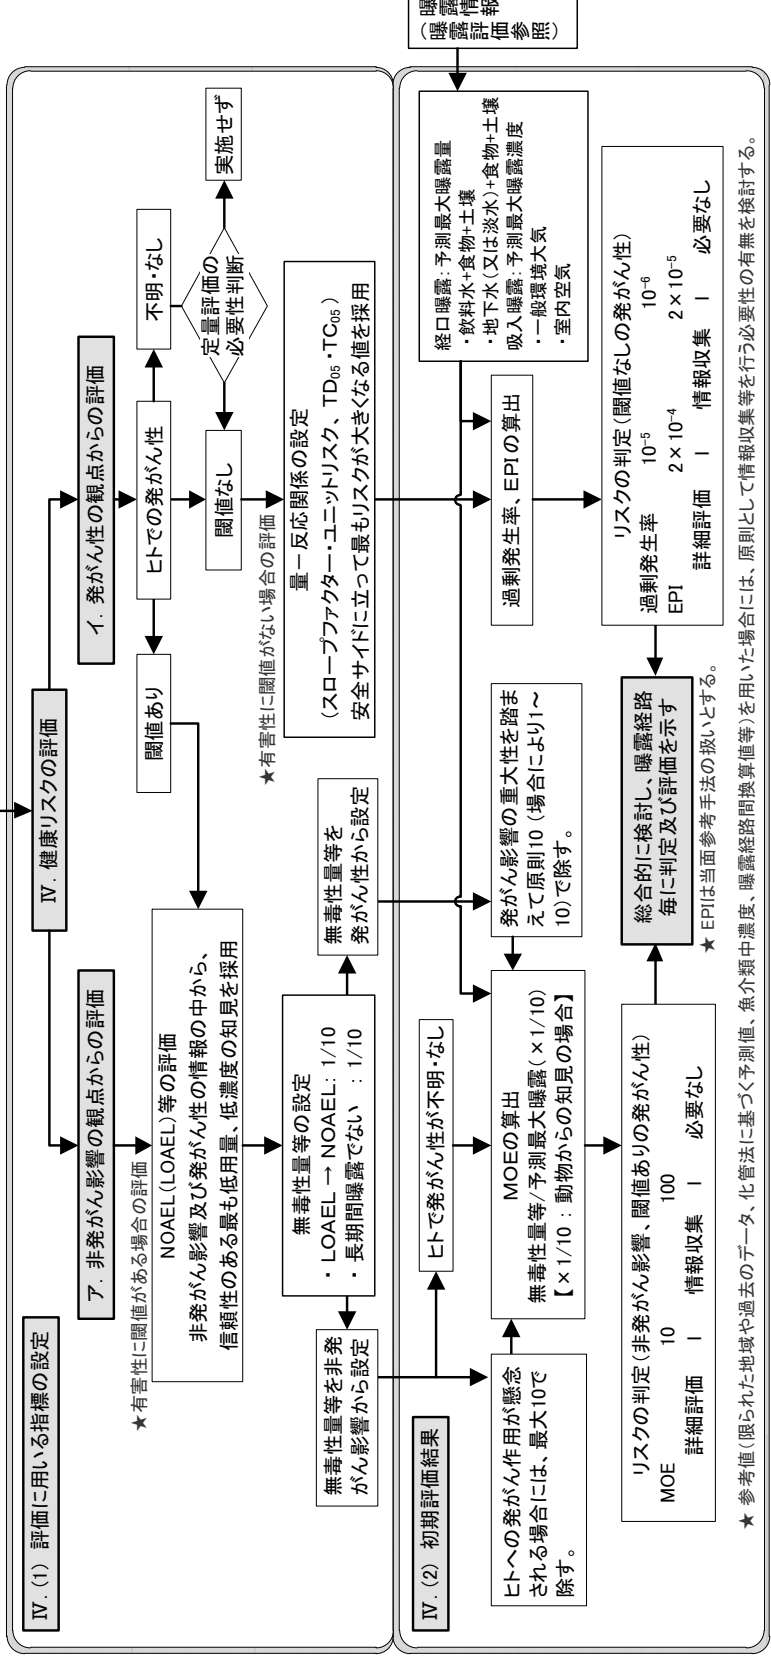 Ⅳ. (1) 評価に用いる指標の設定
Ⅳ. 健康リスクの評価
ア. 非発がん影響の観点からの評価
イ. 発がん性の観点からの評価
★有害性に閾値がある場合の評価
NOAEL(LOAEL)等の評価
非発がん影響及び発がん性の情報の中から、
信頼性のある最も低用量、低濃度の知見を採用
閾値あり
ヒトでの発がん性
不明・なし
閾値なし
定量評価の
必要性判断
実施せず
★有害性に閾値がない場合の評価
無毒性量等の設定
・ LOAEL → NOAEL: 1/10
・ 長期間曝露でない : 1/10
量ー反応関係の設定
(スロープファクター・ユニットリスク、TD05・TC05)
安全サイドに立って最もリスクが大きくなる値を採用
無毒性量等を非発
がん影響から設定
無毒性量等を
発がん性から設定
Ⅳ. (2) 初期評価結果
曝露情報
(曝露評価参照)
ヒトで発がん性が不明・なし
経口曝露:予測最大曝露量
・飲料水+食物+土壌
・地下水(又は淡水)+食物+土壌
吸入曝露:予測最大曝露濃度
・一般環境大気
・室内空気
ヒトへの発がん作用が懸念
される場合には、最大10で
除す。
MOEの算出
無毒性量等/予測最大曝露(×1/10)
【×1/10 : 動物からの知見の場合】
発がん影響の重大性を踏ま
えて原則10 (場合により1～
10)で除す。
過剰発生率、EPIの算出
リスクの判定(非発がん影響、閾値ありの発がん性)
MOE 10 100
詳細評価 I 情報収集 I 必要なし
総合的に検討し、曝露経路
毎に判定及び評価を示す
リスクの判定(閾値なしの発がん性)
過剰発生率 10-5 10-6
EPI 2×10-4 2×10-5
詳細評価 I 情報収集 I 必要なし
★ EPIは当面参考手法の扱いとする。
★ 参考値(限られた地域や過去のデータ、化管法に基づく予測値、魚介類中濃度、曝露経路間換算値等)を用いた場合には、原則として情報収集等を行う必要性の有無を検討する。